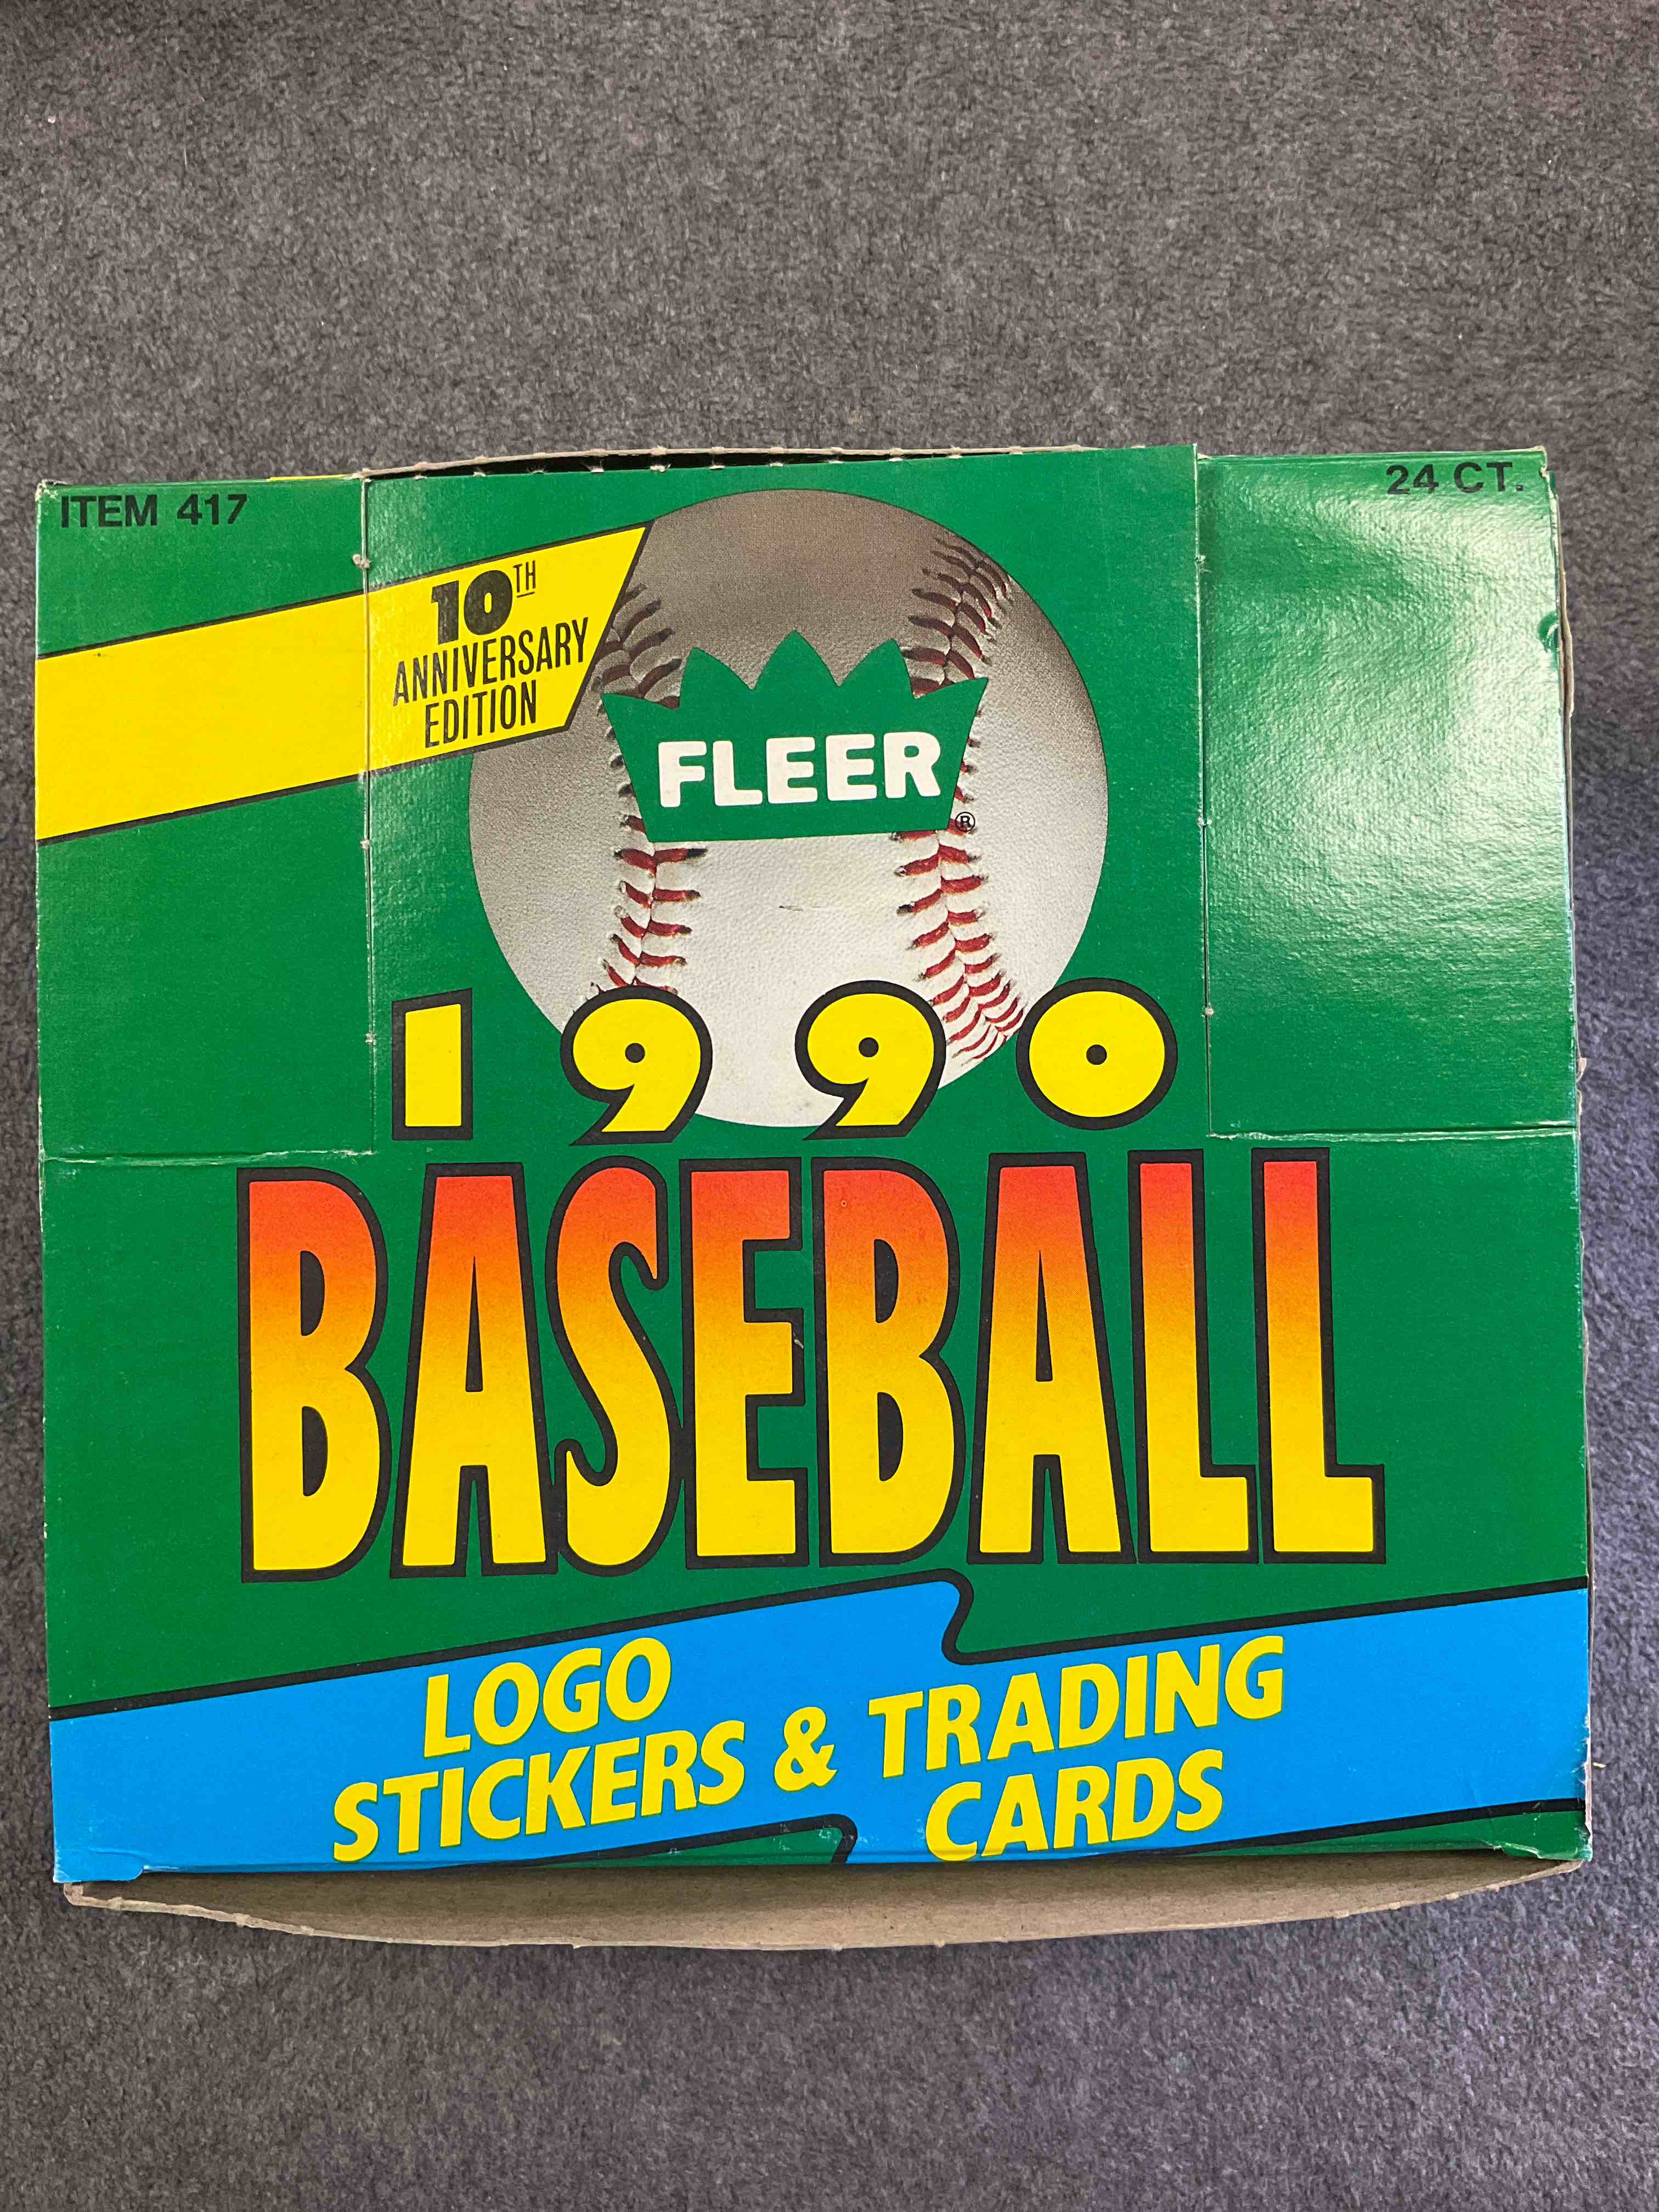 ITEM 417
24 CT.
10TH
ANNIVERSARY
EDITION
FLEER
®
1990
BASEBALL
LOGO
STICKERS & TRADING
CARDS